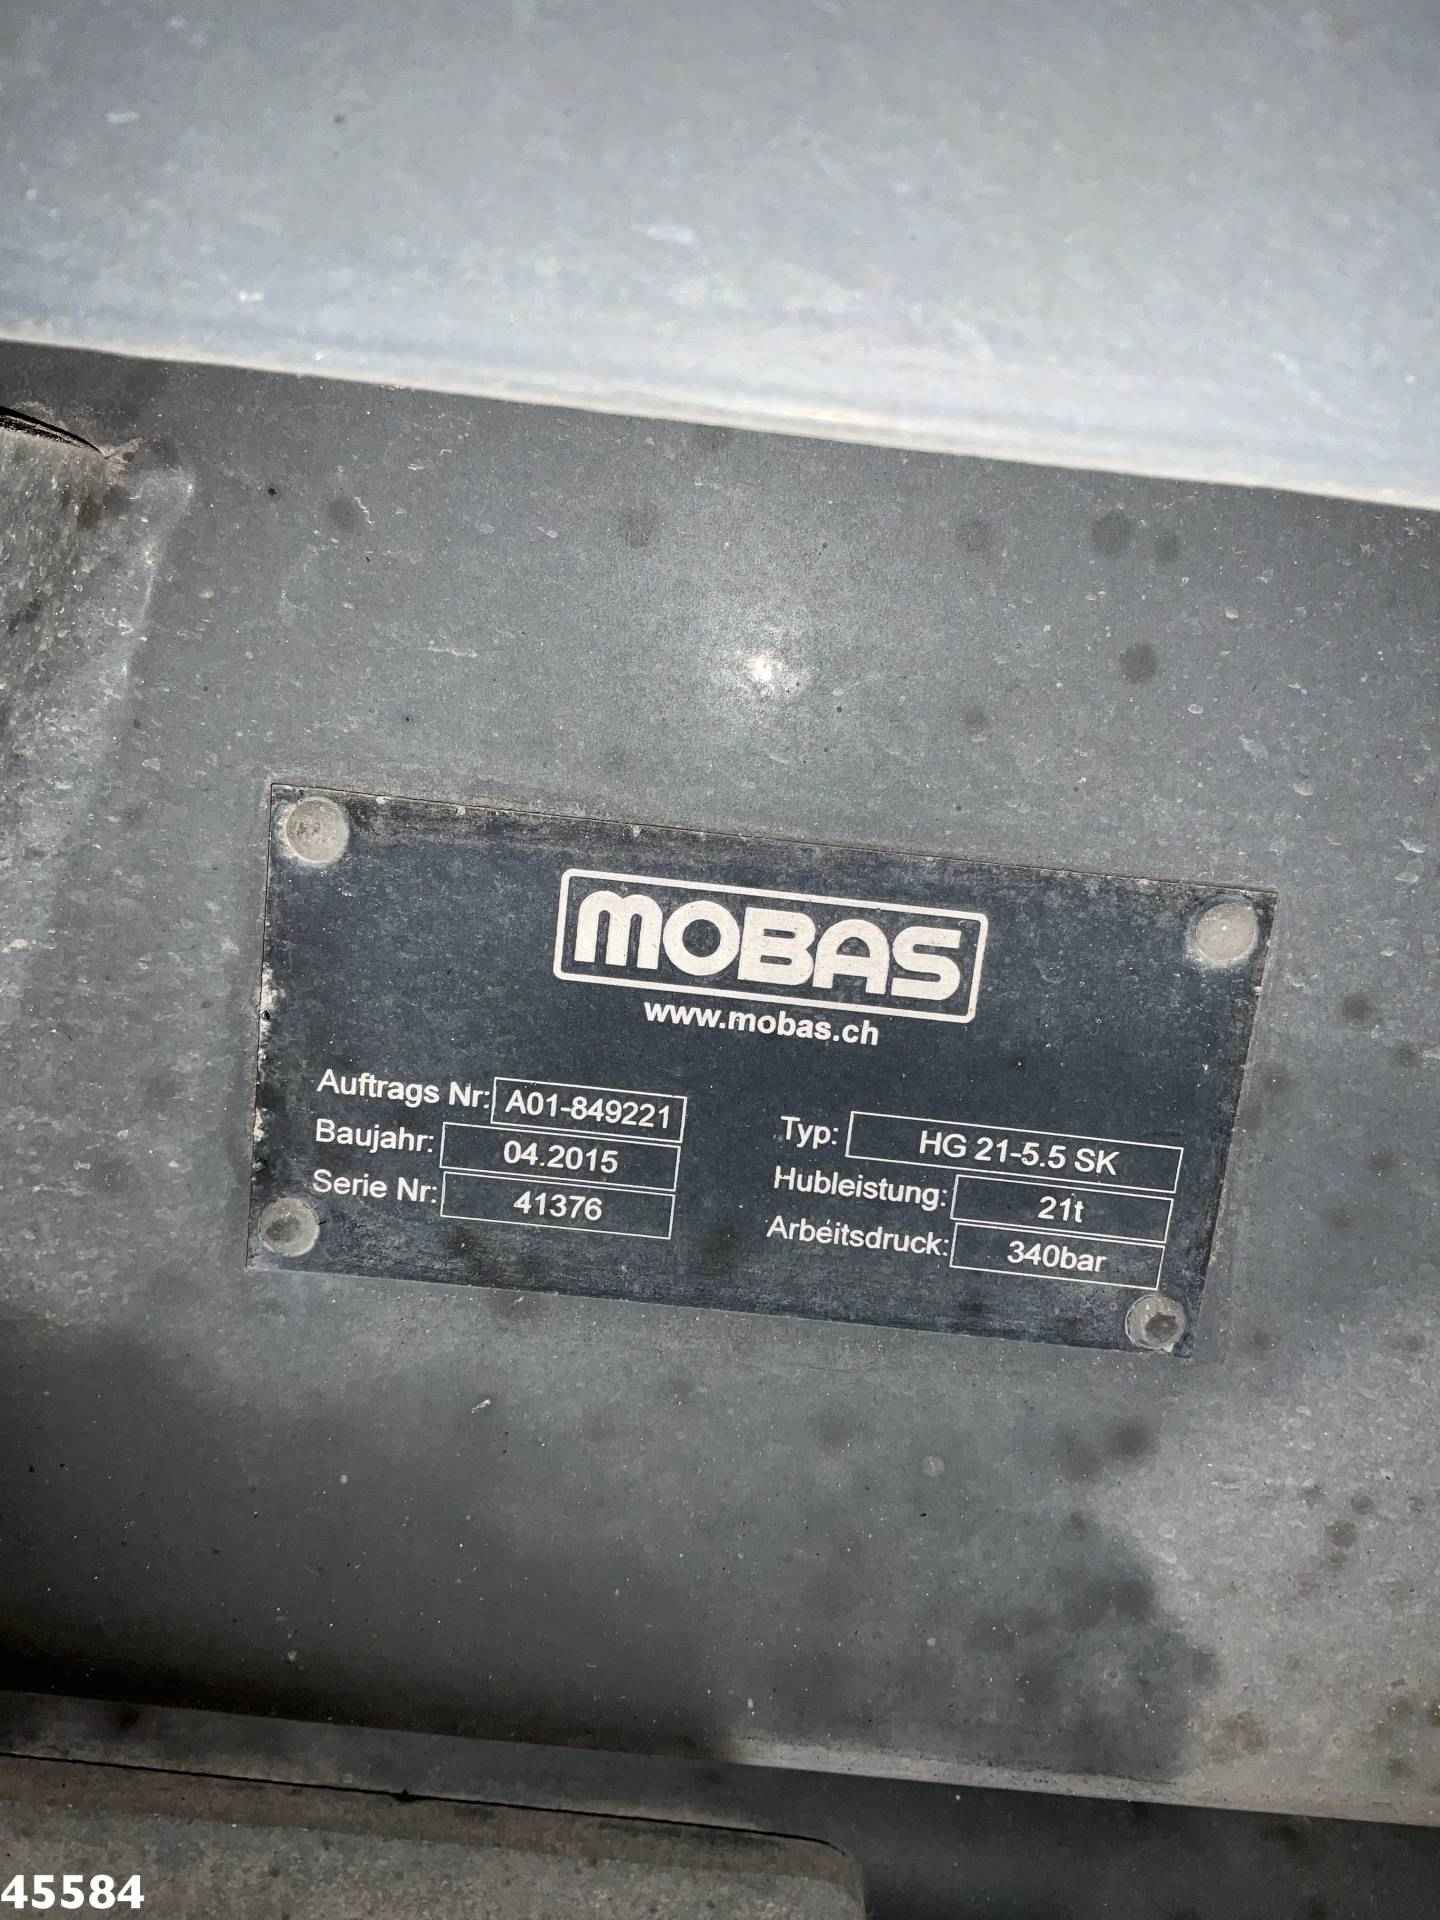 MOBAS
www.mobas.ch
Auftrags Nr: A01-849221
Baujahr: 04.2015
Serie Nr: 41376
Typ: HG 21-5.5 SK
Hubleistung: 21t
Arbeitsdruck: 340bar
45584